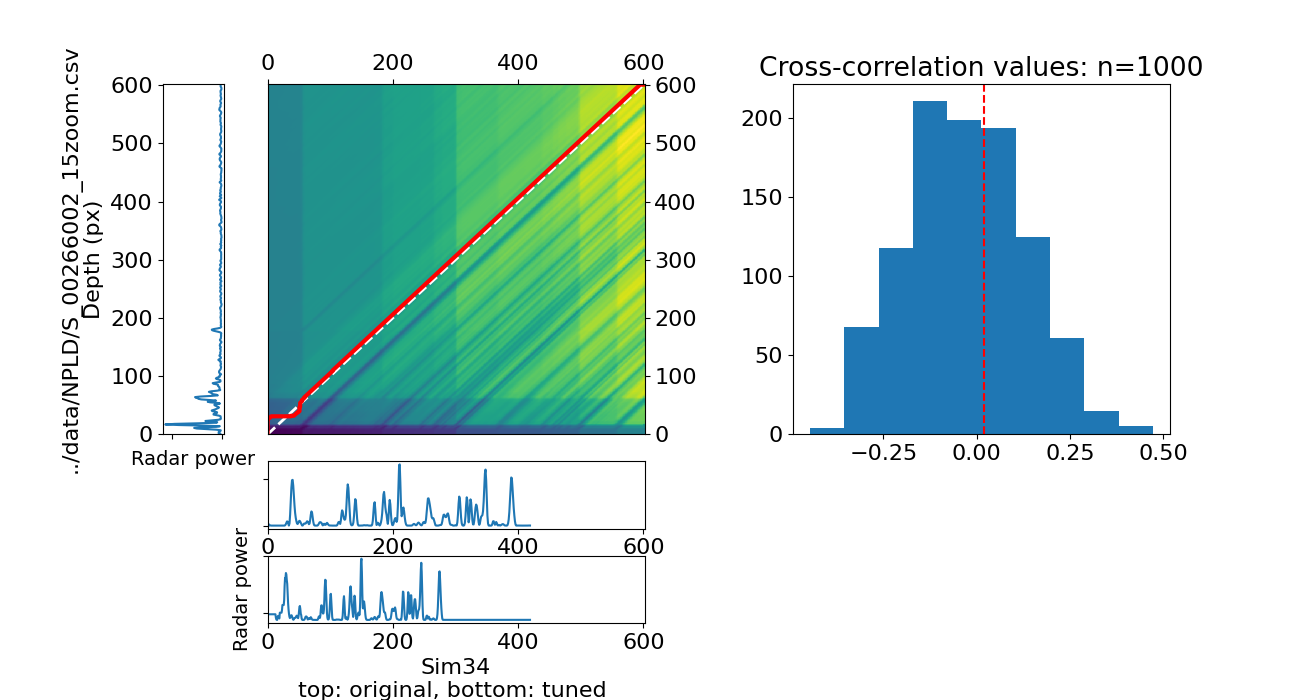 ../data/NPLD/S_00266002_15zoom.csv
Depth (px)
0 100 200 300 400 500 600
Radar power
0 200 400 600
0 100 200 300 400 500 600
0 200 400 600
Radar power
0 200 400 600
Sim34
top: original, bottom: tuned
Cross-correlation values: n=1000
0 50 100 150 200
−0.25 0.00 0.25 0.50